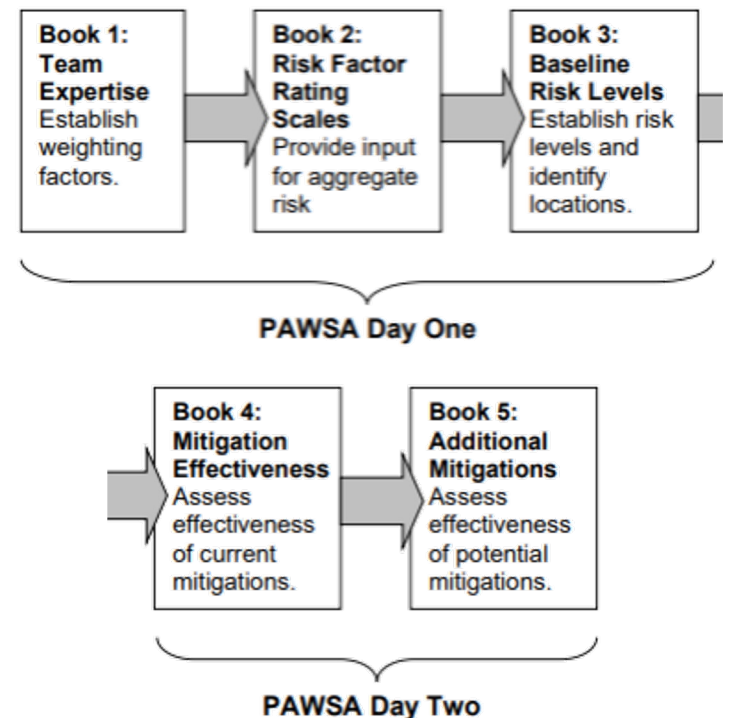 Book 1:
Team
Expertise
Establish
weighting
factors.
Book 2:
Risk Factor
Rating
Scales
Provide input
for aggregate
risk
Book 3:
Baseline
Risk Levels
Establish risk
levels and
identify
locations.
PAWSA Day One
Book 4:
Mitigation
Effectiveness
Assess
effectiveness
of current
mitigations.
Book 5:
Additional
Mitigations
Assess
effectiveness
of potential
mitigations.
PAWSA Day Two